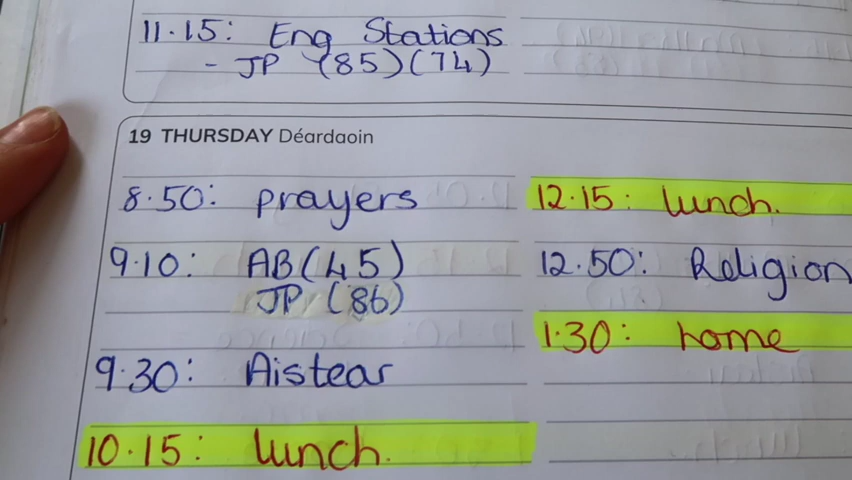 11.15: Eng Stations
- JP (85)(74)
19 THURSDAY Déardaoin
8.50: prayers
9.10: AB (45)
JP (86)
9.30: Aistear
10.15: lunch.
12.15: lunch.
12.50: Religion
1.30: home